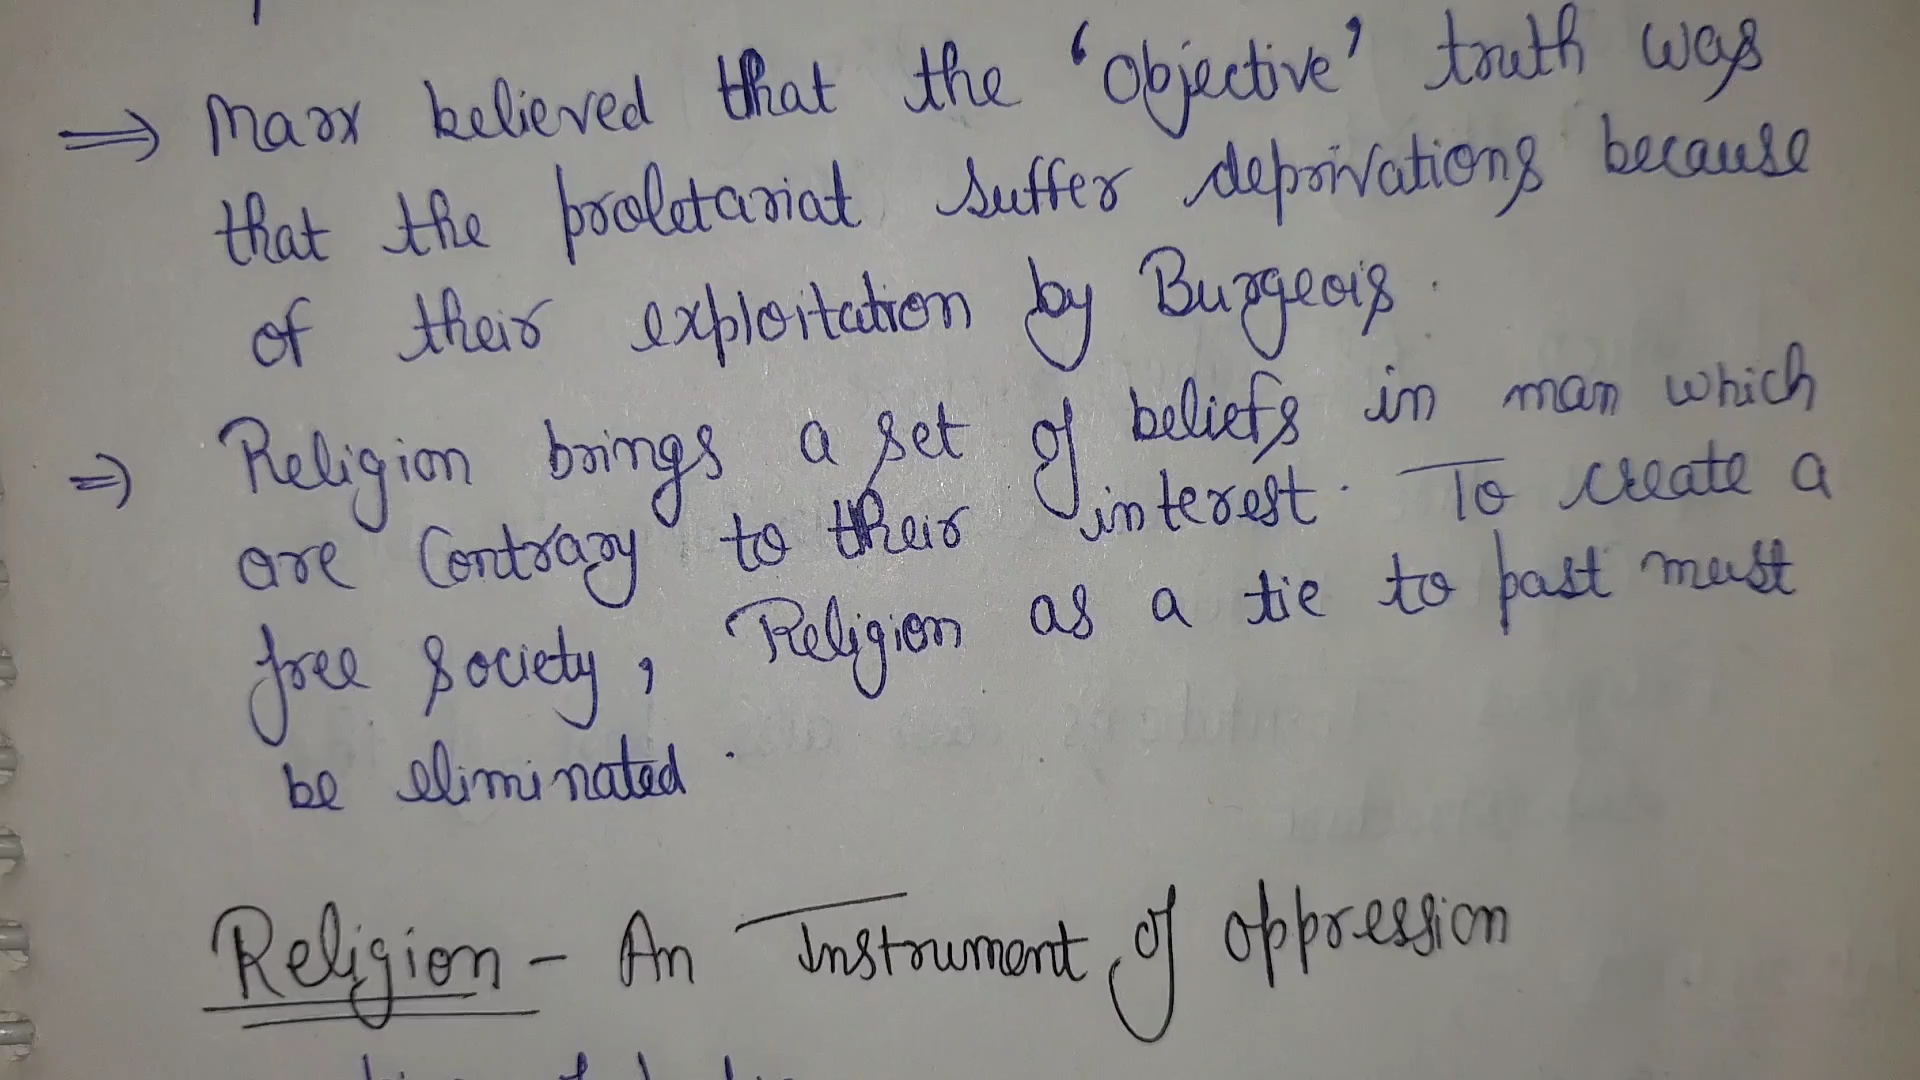 ⇒ Marx believed that the 'Objective' truth was
that the proletariat suffer deprivations because
of their exploitation by Burgeois.
⇒ Religion brings a set of beliefs in man which
are contrary to their interest. To create a
free society, Religion as a tie to past must
be eliminated.
Religion - An Instrument of oppression